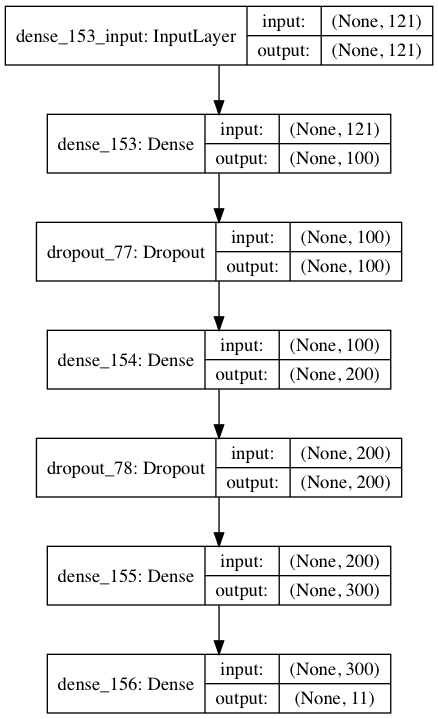 dense_153_input: InputLayer
input: (None, 121)
output: (None, 121)
dense_153: Dense
input: (None, 121)
output: (None, 100)
dropout_77: Dropout
input: (None, 100)
output: (None, 100)
dense_154: Dense
input: (None, 100)
output: (None, 200)
dropout_78: Dropout
input: (None, 200)
output: (None, 200)
dense_155: Dense
input: (None, 200)
output: (None, 300)
dense_156: Dense
input: (None, 300)
output: (None, 11)